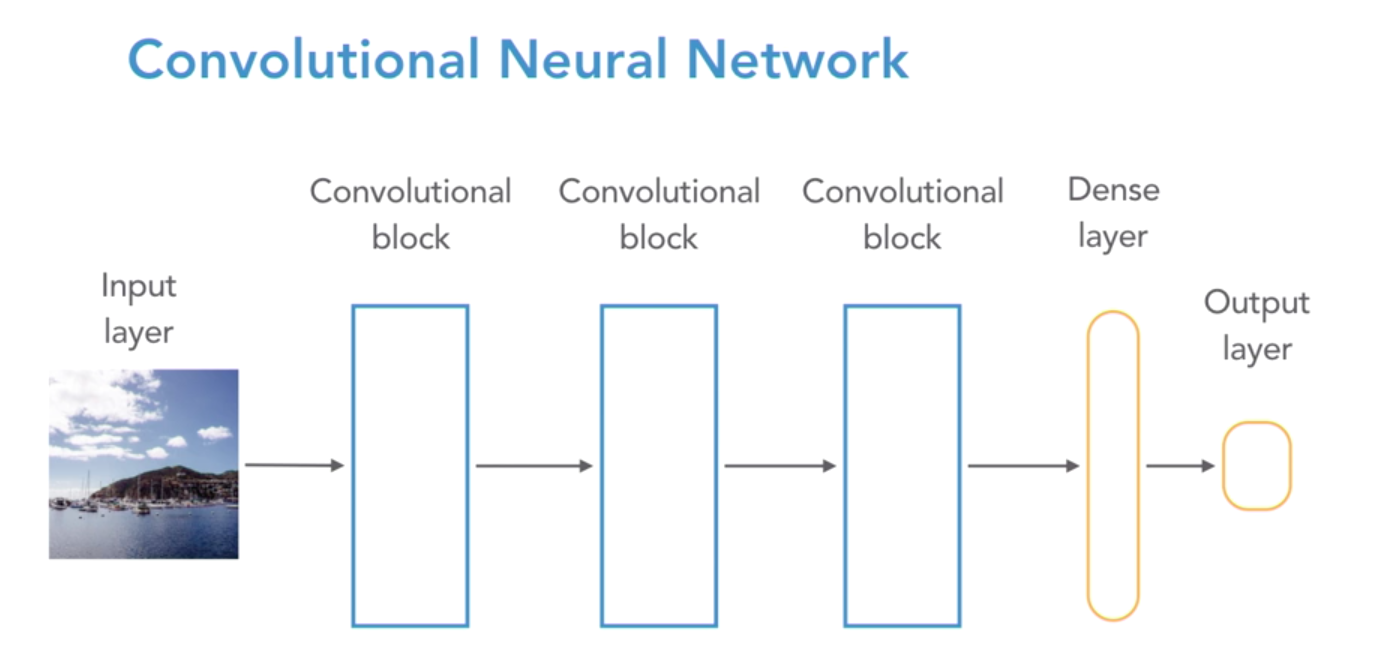 Convolutional Neural Network
Input
layer
Convolutional
block
Convolutional
block
Convolutional
block
Dense
layer
Output
layer